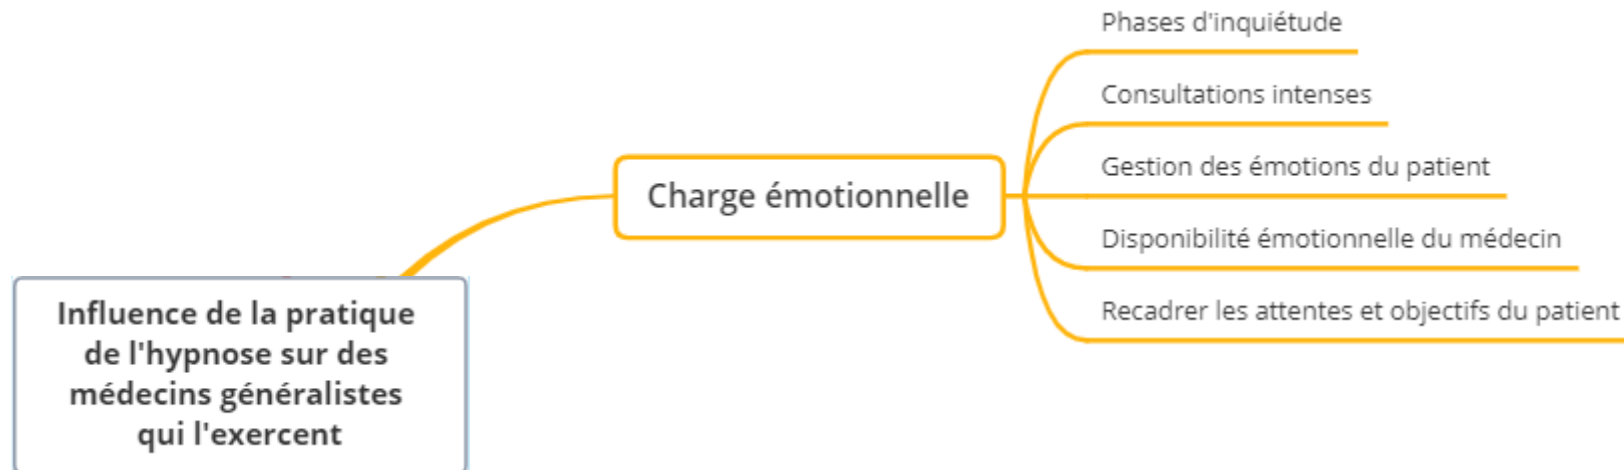 Phases d'inquiétude
Consultations intenses
Gestion des émotions du patient
Charge émotionnelle
Disponibilité émotionnelle du médecin
Recadrer les attentes et objectifs du patient
Influence de la pratique
de l'hypnose sur des
médecins généralistes
qui l'exercent